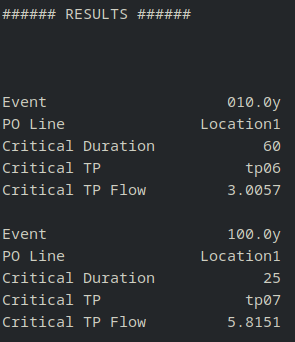 ###### RESULTS ######
Event 010.0y
PO Line Location1
Critical Duration 60
Critical TP tp06
Critical TP Flow 3.0057
Event 100.0y
PO Line Location1
Critical Duration 25
Critical TP tp07
Critical TP Flow 5.8151